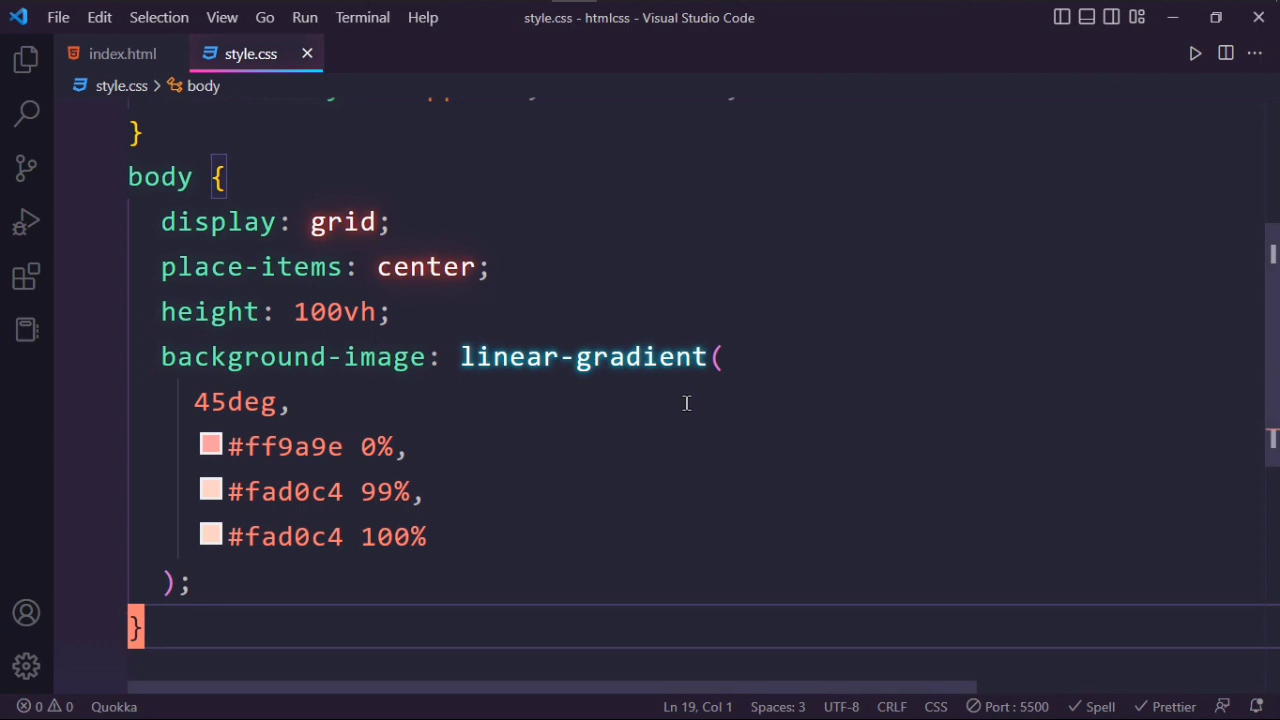 File Edit Selection View Go Run Terminal Help style.css - htmlcss - Visual Studio Code
index.html style.css
style.css > body
}
body {
display: grid;
place-items: center;
height: 100vh;
background-image: linear-gradient(
45deg,
#ff9a9e 0%,
#fad0c4 99%,
#fad0c4 100%
);
}
0 0 Quokka Ln 19, Col 1 Spaces: 3 UTF-8 CRLF CSS Port : 5500 Spell Prettier